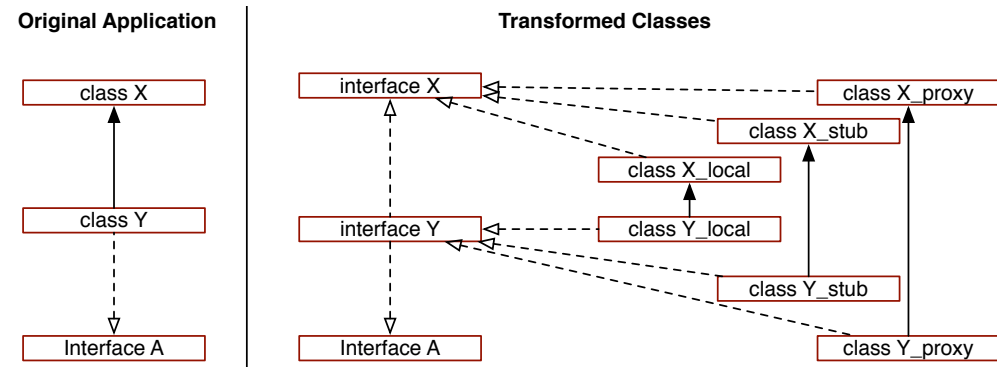 Original Application
Transformed Classes
class X
class Y
Interface A
interface X
class X_proxy
class X_stub
class X_local
interface Y
class Y_local
class Y_stub
Interface A
class Y_proxy